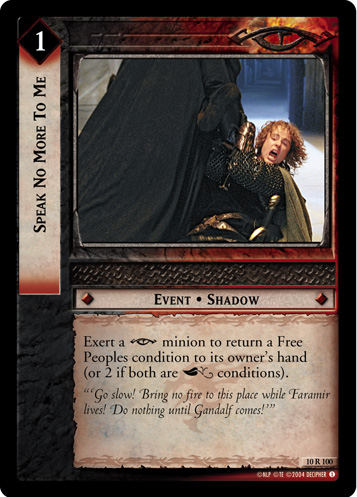 1
SPEAK NO MORE TO ME
EVENT • SHADOW
Exert a minion to return a Free
Peoples condition to its owner's hand
(or 2 if both are conditions).
“‘Go slow! Bring no fire to this place while Faramir
lives! Do nothing until Gandalf comes!’”
10 R 100
©NLP ™©TE ©2004 DECIPHER 1